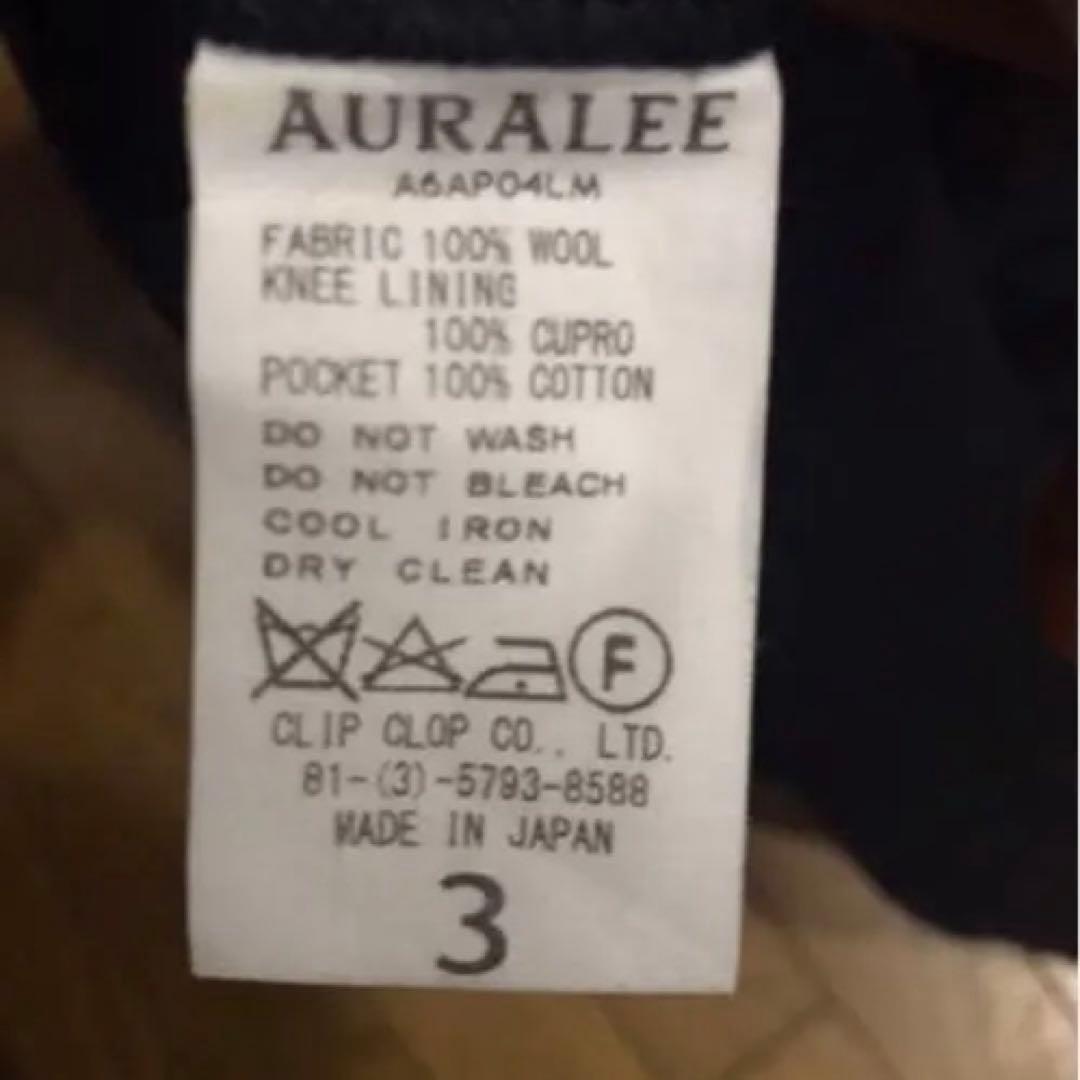 AURALEE
A6AP04LM
FABRIC 100% WOOL
KNEE LINING
100% CUPRO
POCKET 100% COTTON
DO NOT WASH
DO NOT BLEACH
COOL IRON
DRY CLEAN
F
CLIP CLOP CO., LTD.
81-(3)-5793-8588
MADE IN JAPAN
3